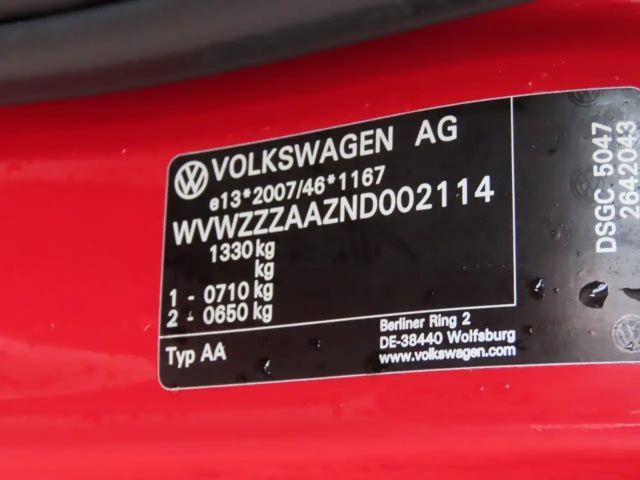 VOLKSWAGEN AG
e13*2007/46*1167
WVWZZZAAZND002114
1330 kg
kg
1 - 0710 kg
2 - 0650 kg
Typ AA
Berliner Ring 2
DE-38440 Wolfsburg
www.volkswagen.com
DSGC 5047
2642043